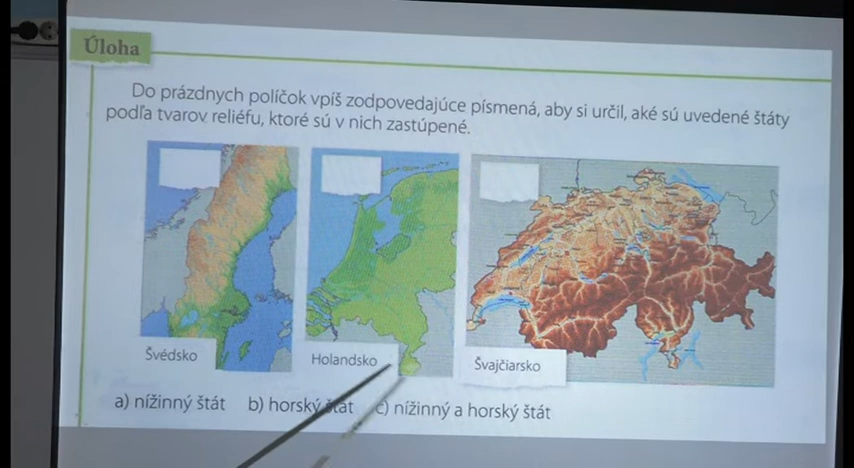 Úloha
Do prázdnych políčok vpíš zodpovedajúce písmená, aby si určil, aké sú uvedené štáty
podľa tvarov reliéfu, ktoré sú v nich zastúpené.
Švédsko
Holandsko
Švajčiarsko
a) nížinný štát b) horský štát c) nížinný a horský štát